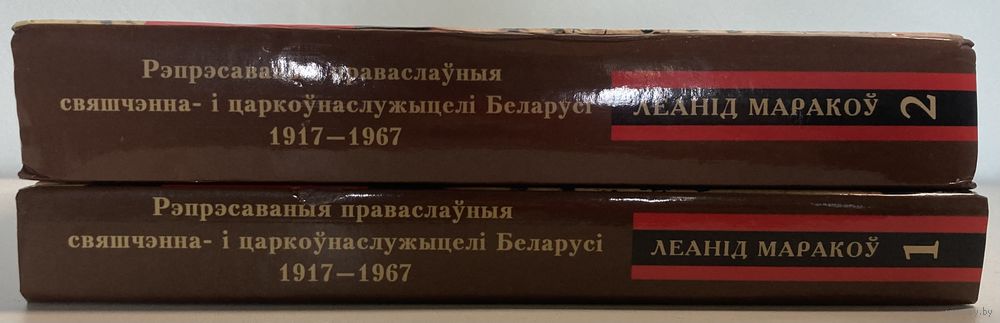 Рэпрэсаваныя праваслаўныя
свяшчэнна- і царкоўнаслужыцелі Беларусі
1917—1967
ЛЕАНІД МАРАКОЎ
2
Рэпрэсаваныя праваслаўныя
свяшчэнна- і царкоўнаслужыцелі Беларусі
1917—1967
ЛЕАНІД МАРАКОЎ
1